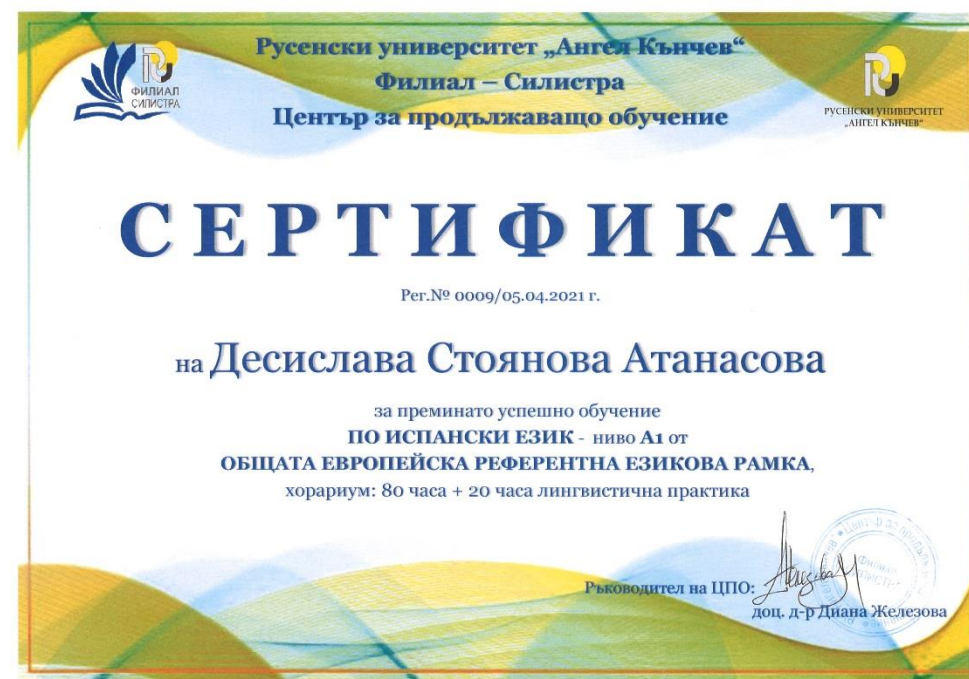 Русенски университет „Ангел Кънчев“
Филиал – Силистра
Център за продължаващо обучение
ФИЛИАЛ
СИЛИСТРА
РУСЕНСКИ УНИВЕРСИТЕТ
„АНГЕЛ КЪНЧЕВ“
СЕРТИФИКАТ
Рег.№ 0009/05.04.2021 г.
на Десислава Стоянова Атанасова
за преминато успешно обучение
ПО ИСПАНСКИ ЕЗИК - ниво А1 от
ОБЩАТА ЕВРОПЕЙСКА РЕФЕРЕНТНА ЕЗИКОВА РАМКА,
хорариум: 80 часа + 20 часа лингвистична практика
Ръководител на ЦПО:
доц. д-р Диана Железова